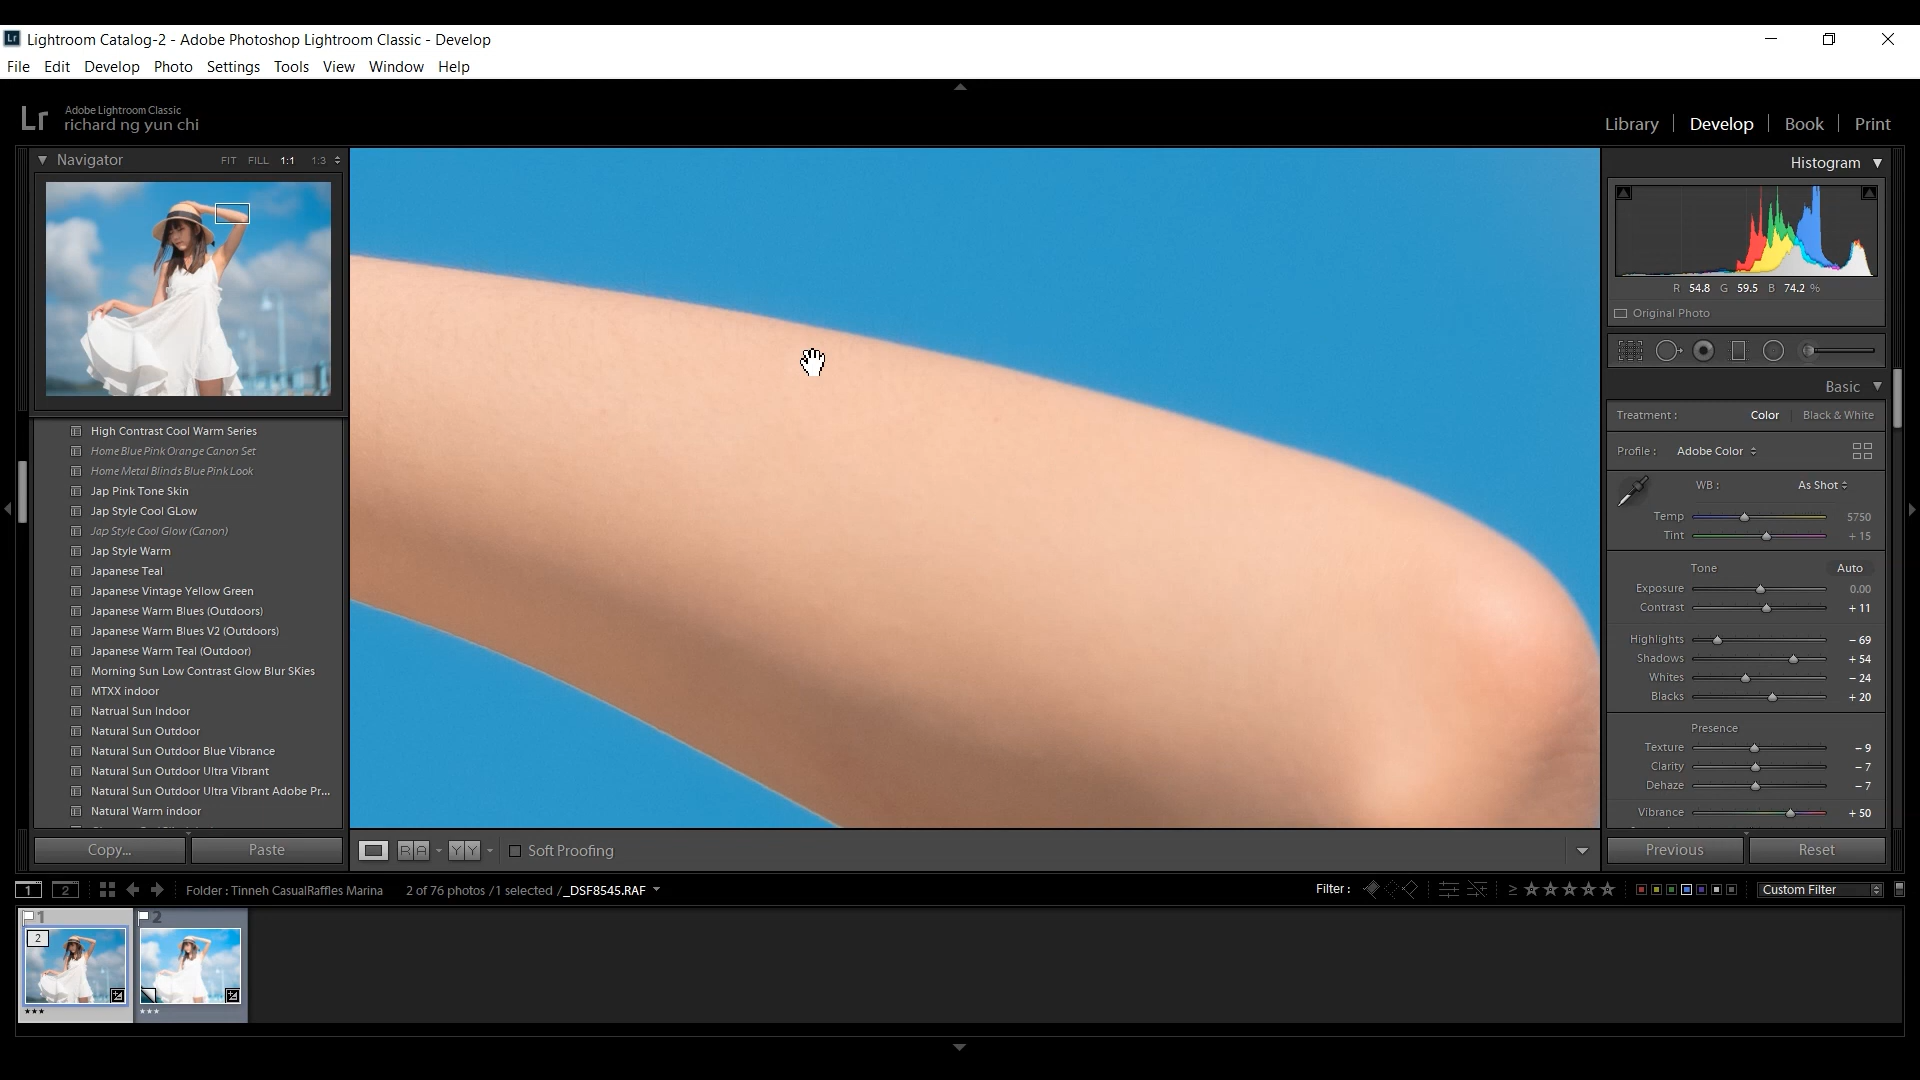 Lightroom Catalog-2 - Adobe Photoshop Lightroom Classic - Develop
File Edit Develop Photo Settings Tools View Window Help
Lr
Adobe Lightroom Classic
richard ng yun chi
Library Develop Book Print
Navigator FIT FILL 1:1 1:3
High Contrast Cool Warm Series
Home Blue Pink Orange Canon Set
Home Metal Blinds Blue Pink Look
Jap Pink Tone Skin
Jap Style Cool GLow
Jap Style Cool Glow (Canon)
Jap Style Warm
Japanese Teal
Japanese Vintage Yellow Green
Japanese Warm Blues (Outdoors)
Japanese Warm Blues V2 (Outdoors)
Japanese Warm Teal (Outdoor)
Morning Sun Low Contrast Glow Blur SKies
MTXX indoor
Natrual Sun Indoor
Natural Sun Outdoor
Natural Sun Outdoor Blue Vibrance
Natural Sun Outdoor Ultra Vibrant
Natural Sun Outdoor Ultra Vibrant Adobe Pr...
Natural Warm indoor
Copy... Paste
Histogram
R 54.8 G 59.5 B 74.2 %
Original Photo
Basic
Treatment : Color Black & White
Profile : Adobe Color
WB : As Shot
Temp 5750
Tint + 15
Tone Auto
Exposure 0.00
Contrast + 11
Highlights - 69
Shadows + 54
Whites - 24
Blacks + 20
Presence
Texture - 9
Clarity - 7
Dehaze - 7
Vibrance + 50
R A Y Y Soft Proofing
Previous Reset
1 2 Folder : Tinneh CasualRaffles Marina 2 of 76 photos /1 selected /_DSF8545.RAF
Filter : ≥ Custom Filter
1 2
2